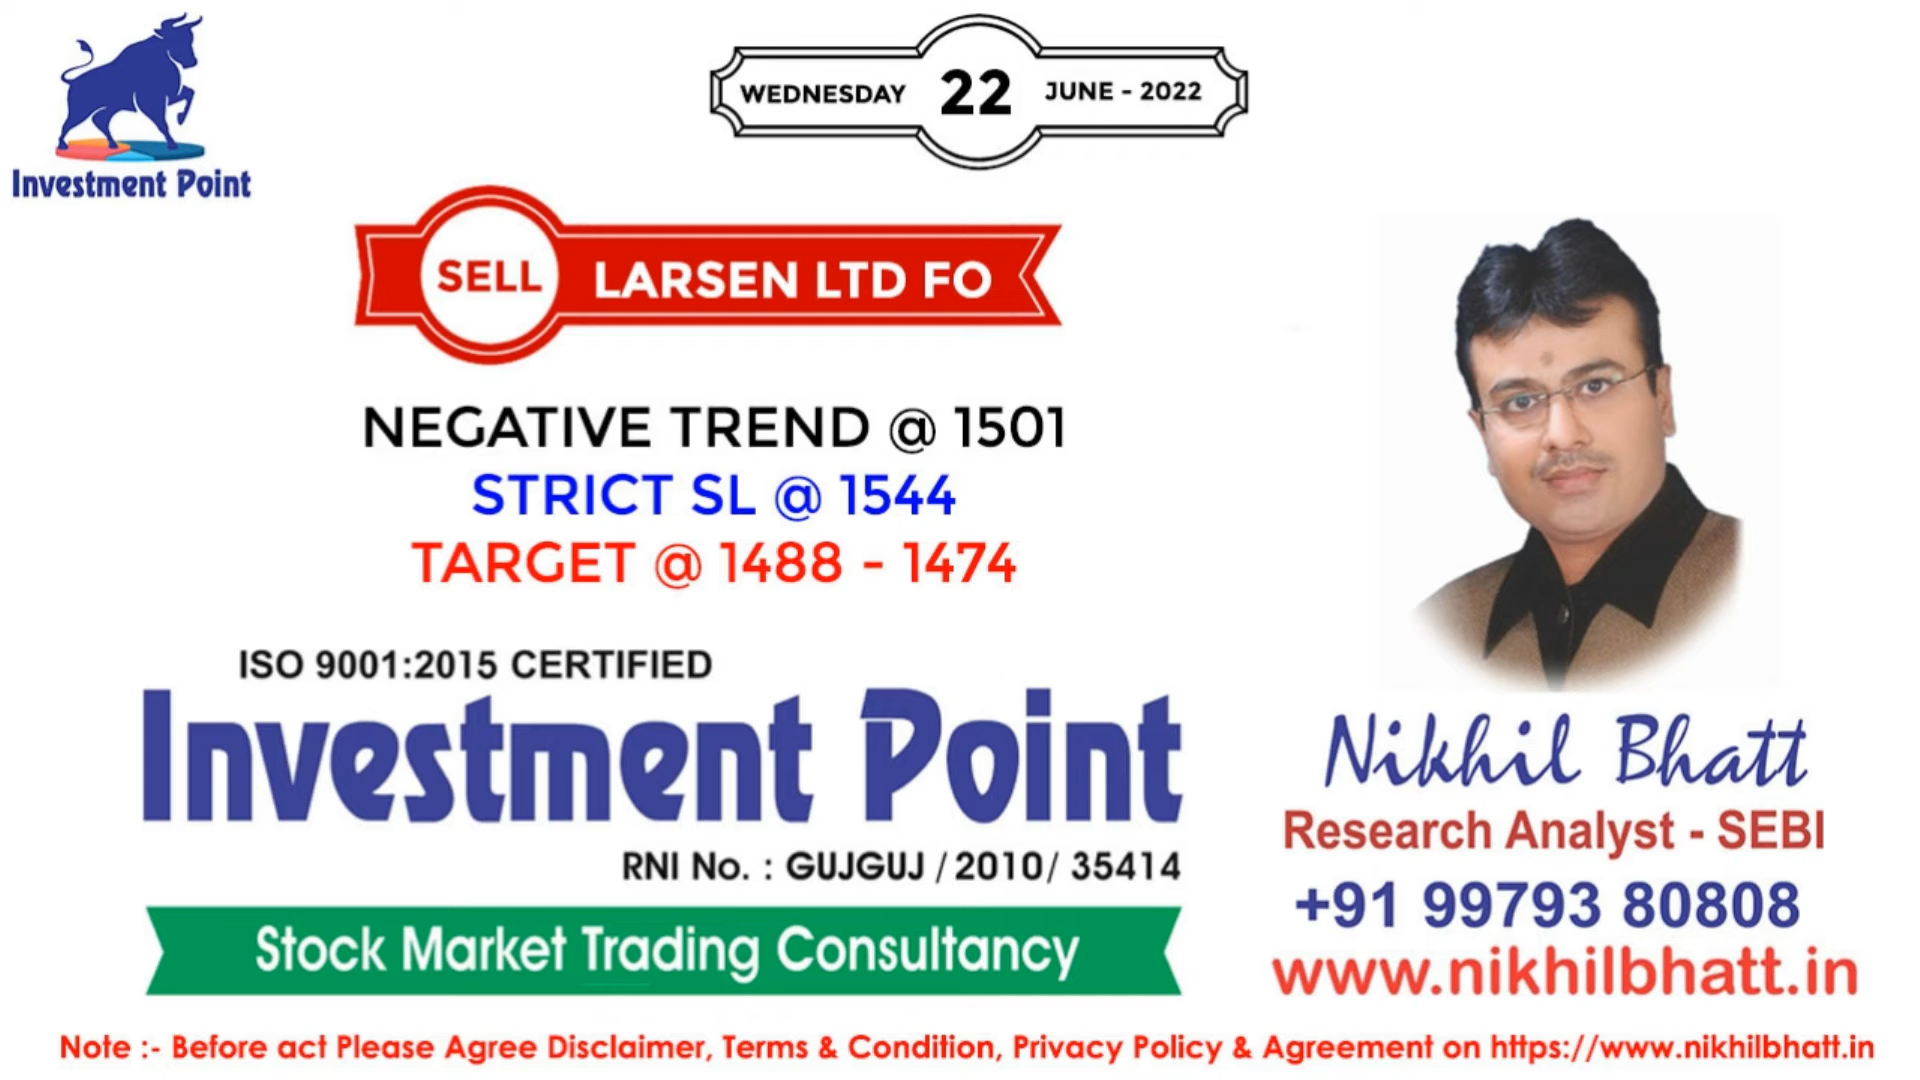 Investment Point
WEDNESDAY 22 JUNE - 2022
SELL LARSEN LTD FO
NEGATIVE TREND @ 1501
STRICT SL @ 1544
TARGET @ 1488 - 1474
ISO 9001:2015 CERTIFIED
Investment Point
RNI No. : GUJGUJ / 2010/ 35414
Stock Market Trading Consultancy
Nikhil Bhatt
Research Analyst - SEBI
+91 99793 80808
www.nikhilbhatt.in
Note :- Before act Please Agree Disclaimer, Terms & Condition, Privacy Policy & Agreement on https://www.nikhilbhatt.in